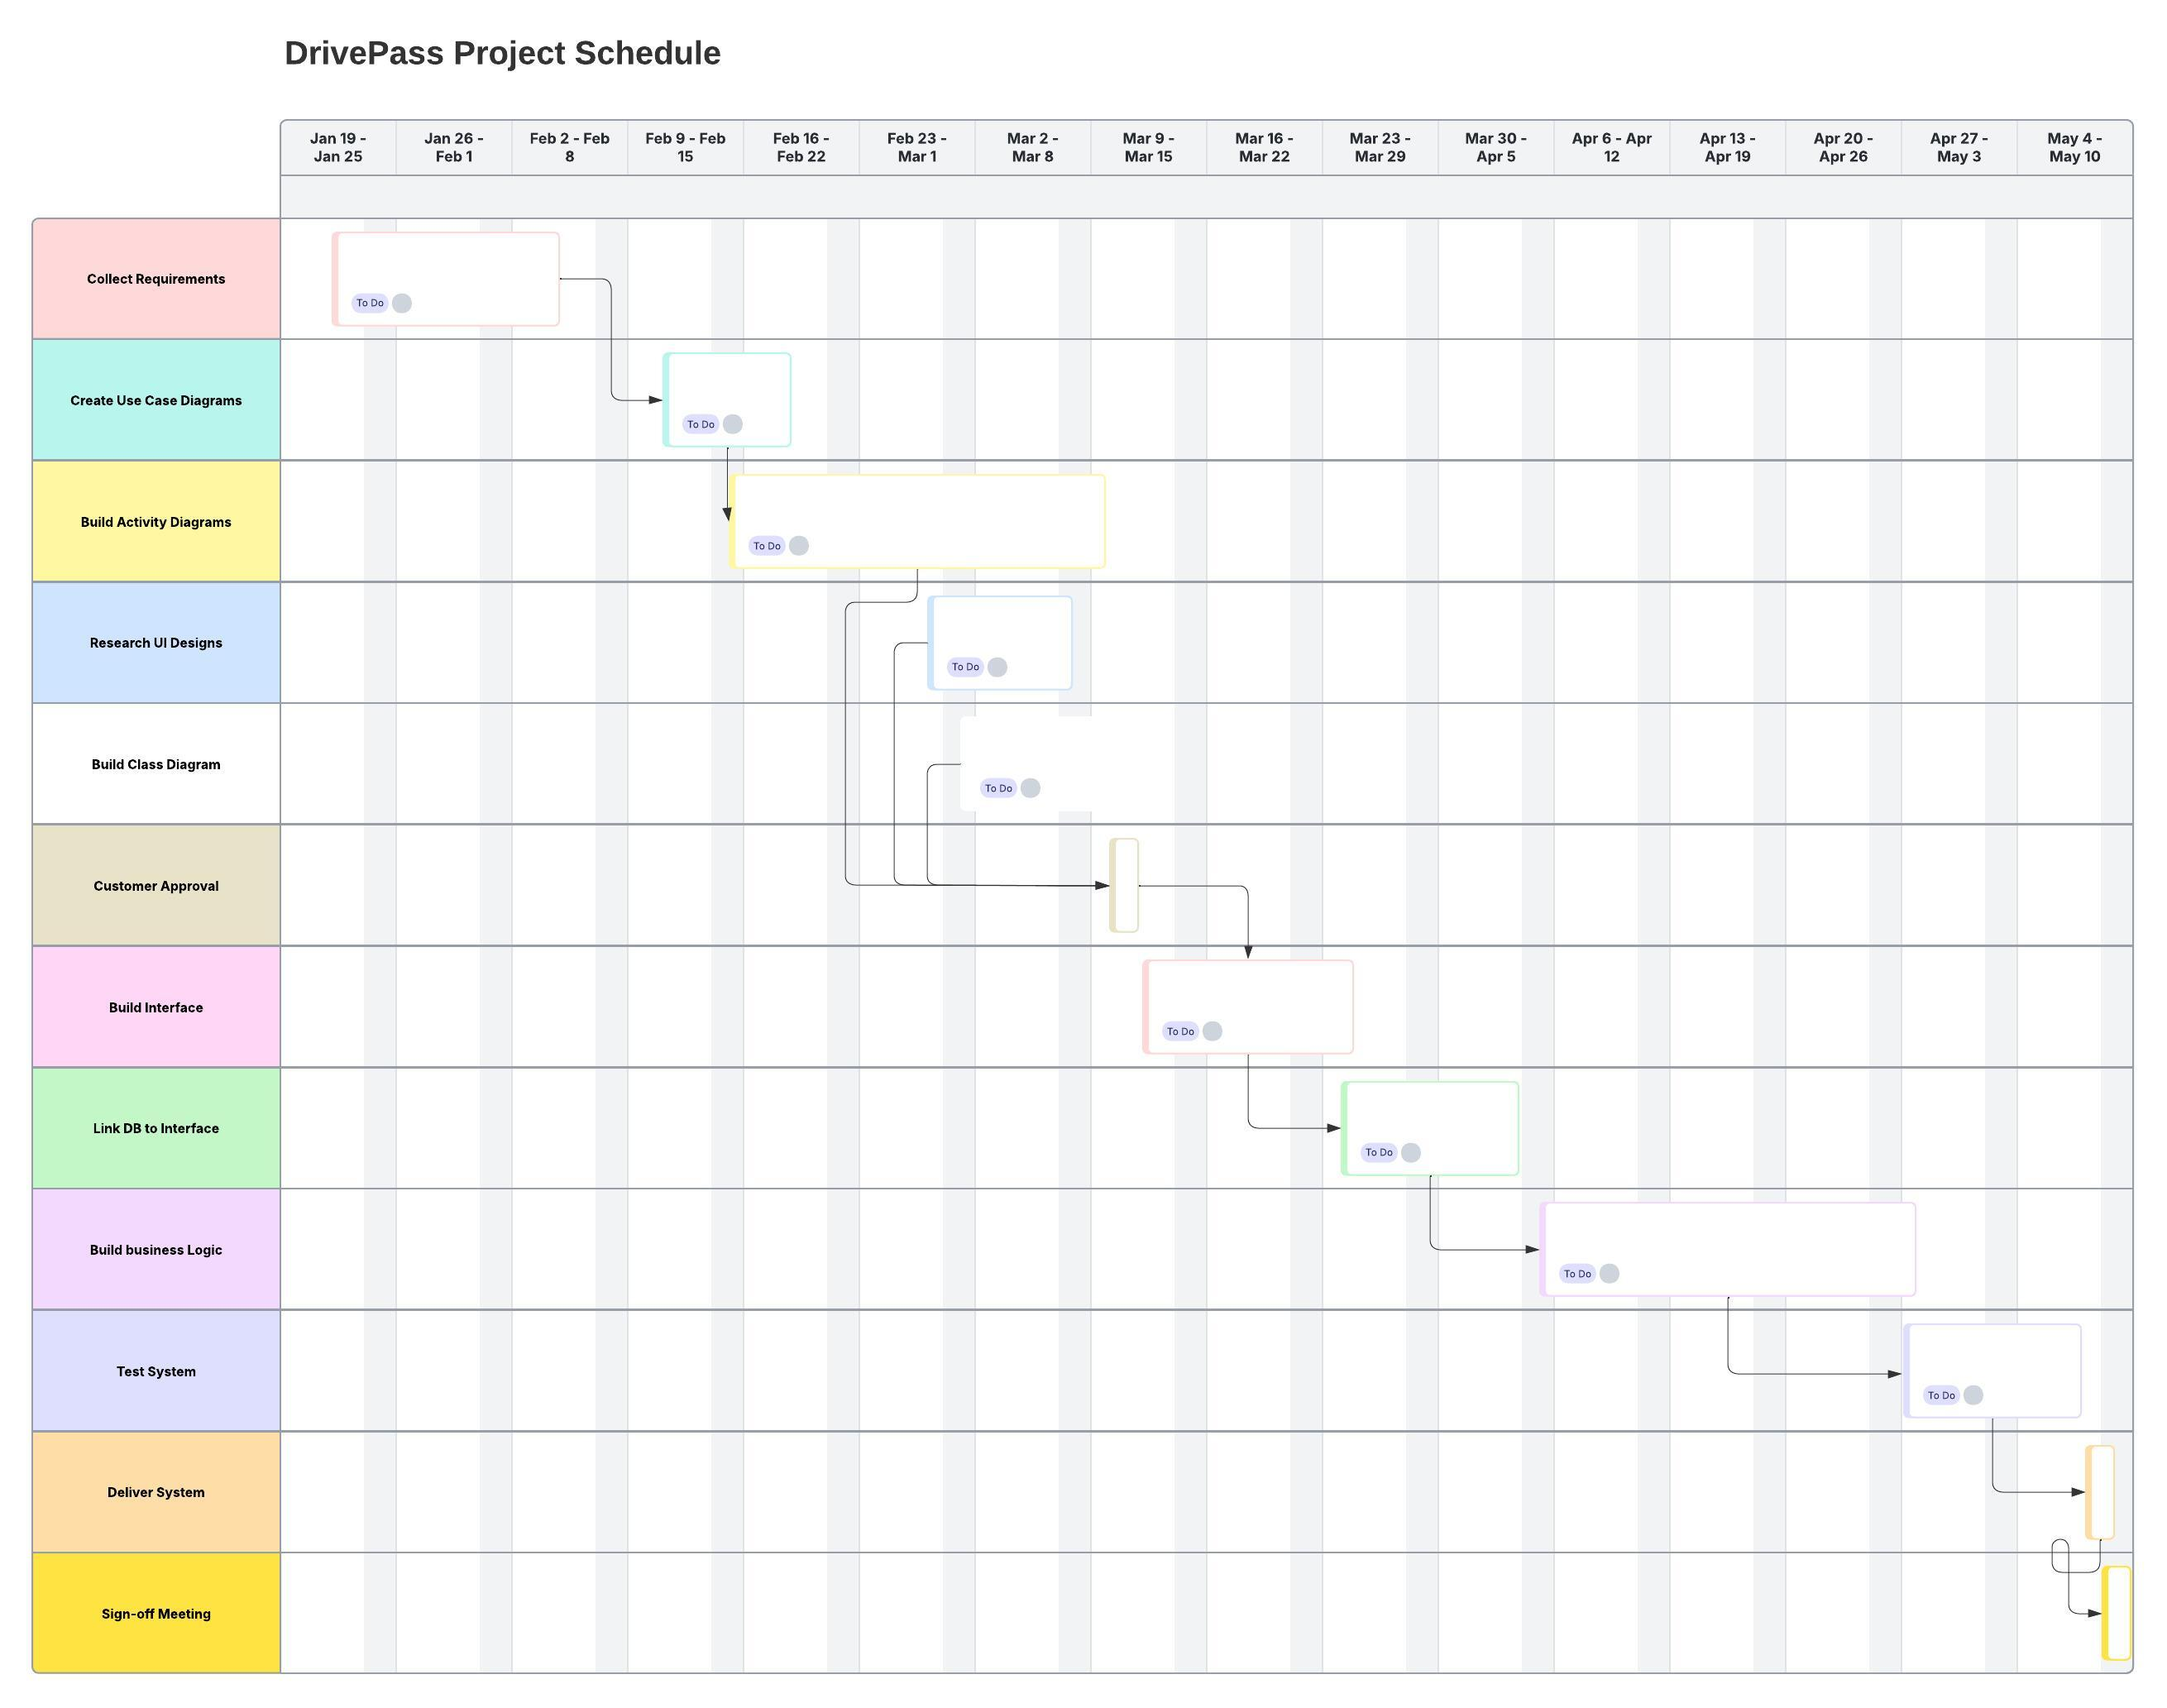 DrivePass Project Schedule
Jan 19 -
Jan 25
Jan 26 -
Feb 1
Feb 2 - Feb
8
Feb 9 - Feb
15
Feb 16 -
Feb 22
Feb 23 -
Mar 1
Mar 2 -
Mar 8
Mar 9 -
Mar 15
Mar 16 -
Mar 22
Mar 23 -
Mar 29
Mar 30 -
Apr 5
Apr 6 - Apr
12
Apr 13 -
Apr 19
Apr 20 -
Apr 26
Apr 27 -
May 3
May 4 -
May 10
Collect Requirements
To Do
Create Use Case Diagrams
To Do
Build Activity Diagrams
To Do
Research UI Designs
To Do
Build Class Diagram
To Do
Customer Approval
Build Interface
To Do
Link DB to Interface
To Do
Build business Logic
To Do
Test System
To Do
Deliver System
Sign-off Meeting